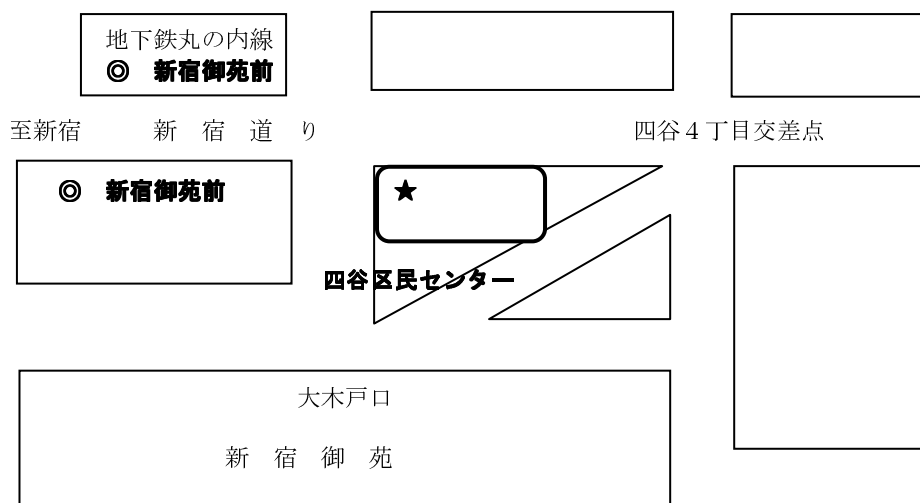 地下鉄丸の内線
◎　新宿御苑前
至新宿　　　新　宿　道　り　　　四谷４丁目交差点
◎　新宿御苑前
★
四谷区民センター
大木戸口
新　宿　御　苑